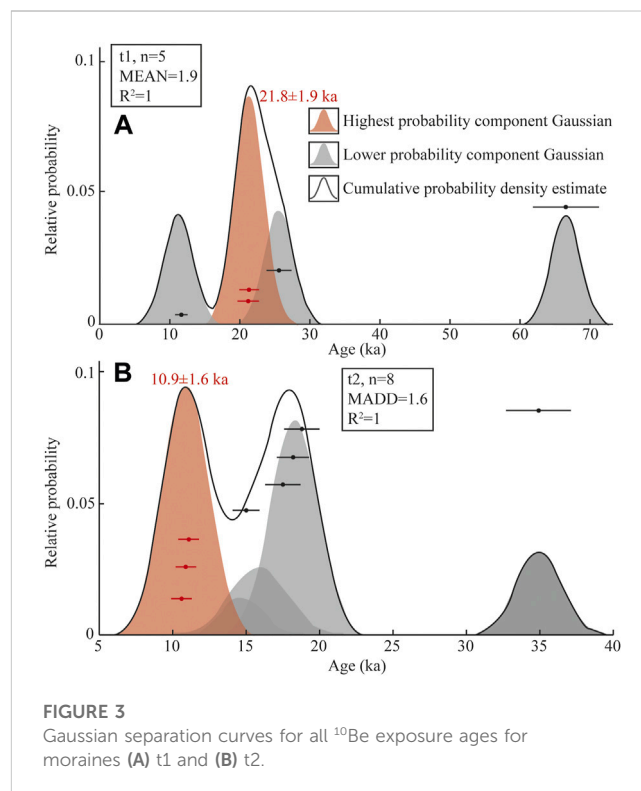 0.1
t1, n=5
MEAN=1.9
R²=1
21.8±1.9 ka
A
Highest probability component Gaussian
Lower probability component Gaussian
Cumulative probability density estimate
Relative probability
0.05
0
0 10 20 30 40 50 60 70
Age (ka)
0.1
B
10.9±1.6 ka
t2, n=8
MADD=1.6
R²=1
Relative probability
0.05
0
5 10 15 20 25 30 35 40
Age (ka)
FIGURE 3
Gaussian separation curves for all ¹⁰Be exposure ages for
moraines (A) t1 and (B) t2.